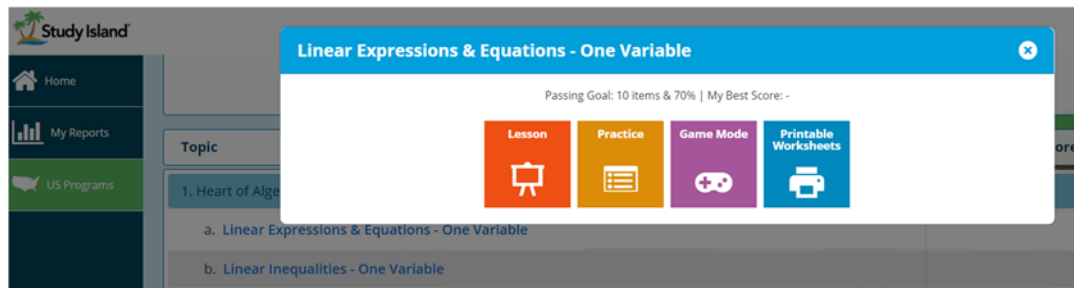 Study Island
Linear Expressions & Equations - One Variable
Home
Passing Goal: 10 items & 70% | My Best Score: -
My Reports
Lesson
Practice
Game Mode
Printable
Worksheets
Topic
US Programs
1. Heart of Alge
a. Linear Expressions & Equations - One Variable
b. Linear Inequalities - One Variable